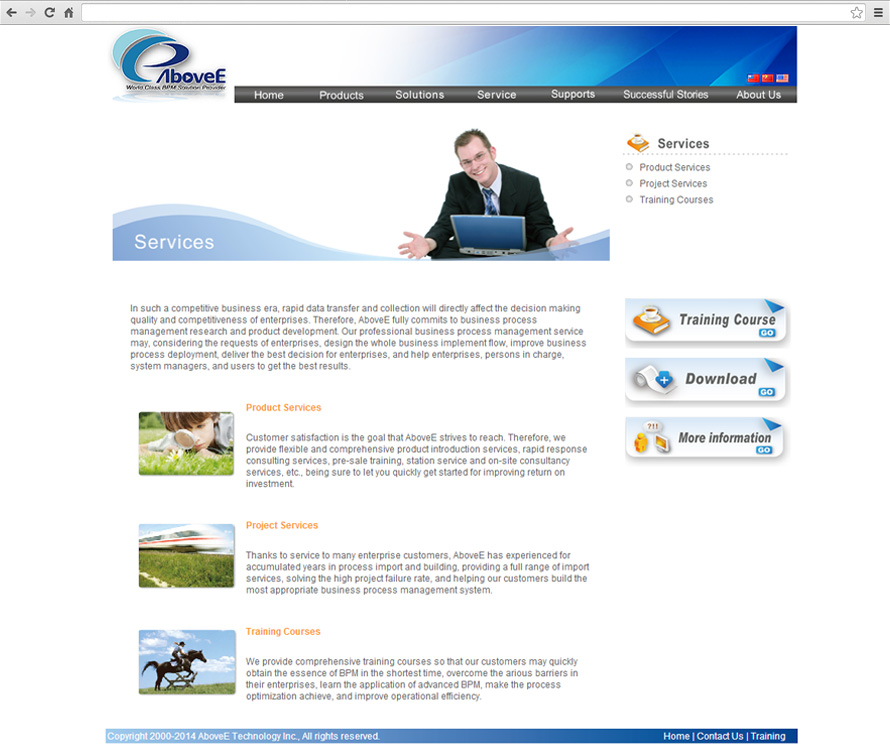 AboveE
World Class BPM Solution Provider
Home Products Solutions Service Supports Successful Stories About Us
Services
Services
Product Services
Project Services
Training Courses
In such a competitive business era, rapid data transfer and collection will directly affect the decision making
quality and competitiveness of enterprises. Therefore, AboveE fully commits to business process
management research and product development. Our professional business process management service
may, considering the requests of enterprises, design the whole business implement flow, improve business
process deployment, deliver the best decision for enterprises, and help enterprises, persons in charge,
system managers, and users to get the best results.
Training Course
GO
Download
GO
?!!
More information
GO
Product Services
Customer satisfaction is the goal that AboveE strives to reach. Therefore, we
provide flexible and comprehensive product introduction services, rapid response
consulting services, pre-sale training, station service and on-site consultancy
services, etc., being sure to let you quickly get started for improving return on
investment.
Project Services
Thanks to service to many enterprise customers, AboveE has experienced for
accumulated years in process import and building, providing a full range of import
services, solving the high project failure rate, and helping our customers build the
most appropriate business process management system.
Training Courses
We provide comprehensive training courses so that our customers may quickly
obtain the essence of BPM in the shortest time, overcome the arious barriers in
their enterprises, learn the application of advanced BPM, make the process
optimization achieve, and improve operational efficiency.
Copyright 2000-2014 AboveE Technology Inc., All rights reserved. Home | Contact Us | Training